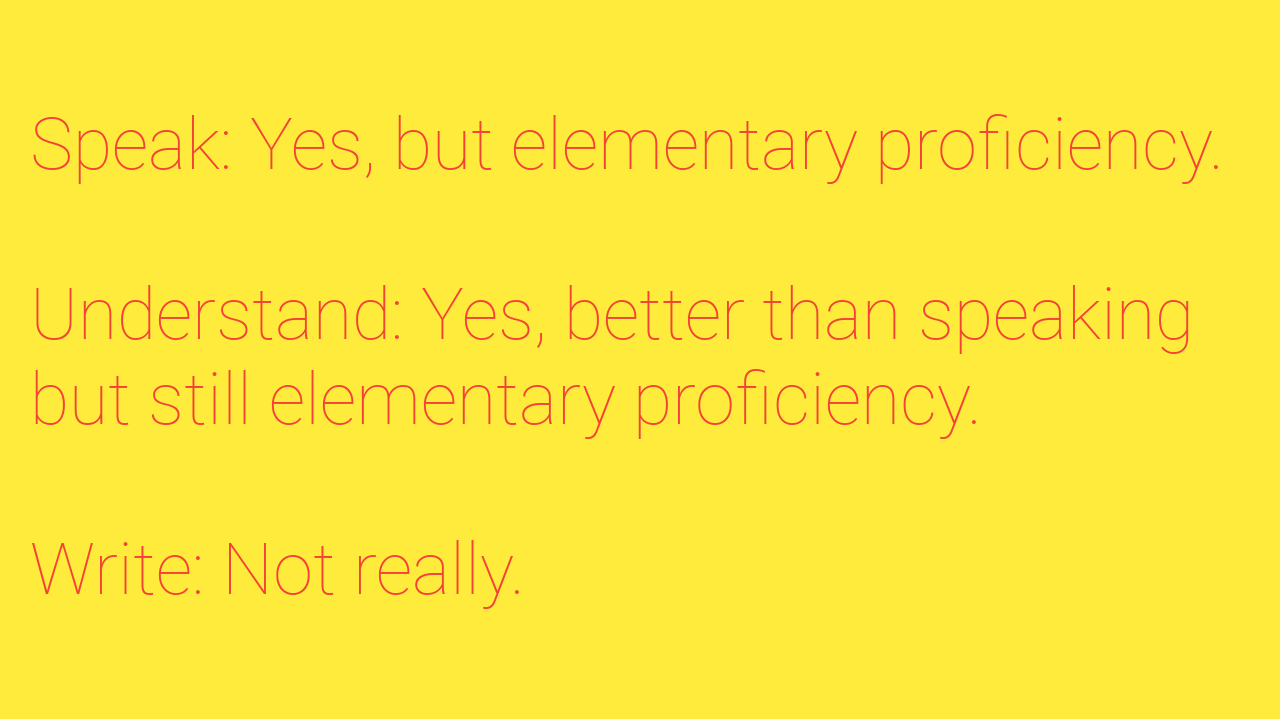 Speak: Yes, but elementary proficiency.
Understand: Yes, better than speaking
but still elementary proficiency.
Write: Not really.